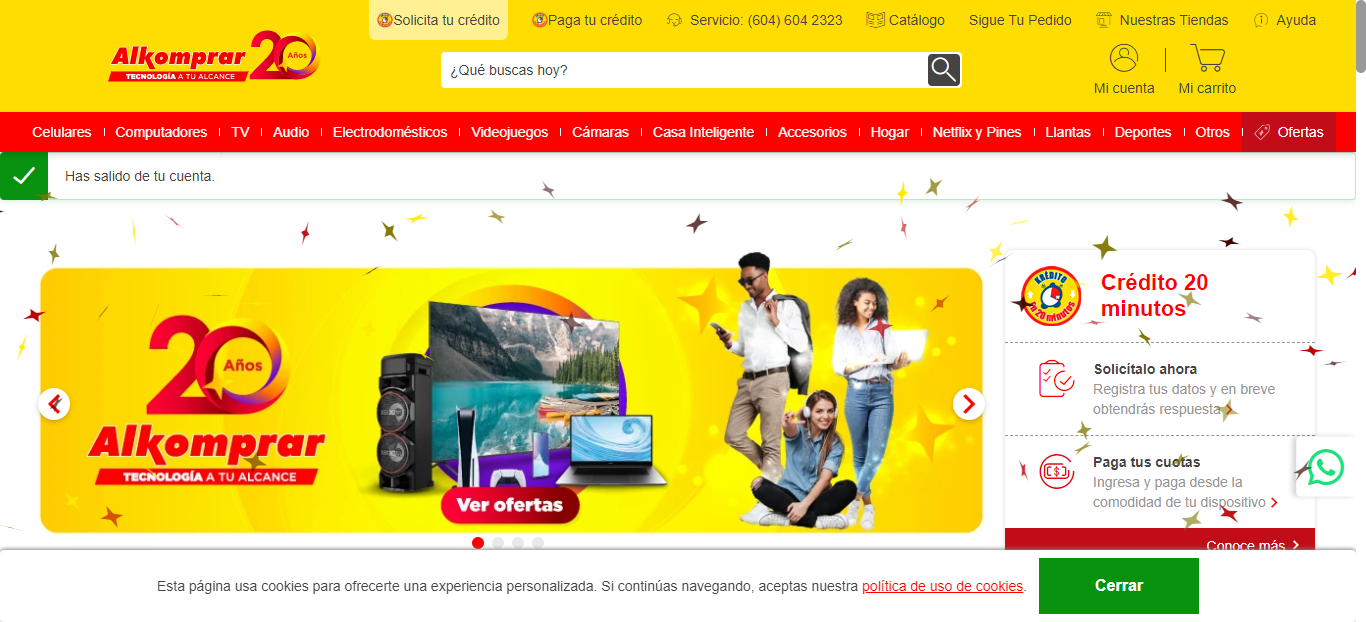 Solicita tu crédito
Paga tu crédito
Servicio: (604) 604 2323
Catálogo
Sigue Tu Pedido
Nuestras Tiendas
Ayuda
Alkomprar
TECNOLOGÍA A TU ALCANCE
20 Años
¿Qué buscas hoy?
Mi cuenta
Mi carrito
Celulares
Computadores
TV
Audio
Electrodomésticos
Videojuegos
Cámaras
Casa Inteligente
Accesorios
Hogar
Netflix y Pines
Llantas
Deportes
Otros
Ofertas
Has salido de tu cuenta.
20 Años
Alkomprar
TECNOLOGÍA A TU ALCANCE
Ver ofertas
KRÉDITO
en 20 minutos
Crédito 20
minutos
Solicítalo ahora
Registra tus datos y en breve
obtendrás respuesta
Paga tus cuotas
Ingresa y paga desde la
comodidad de tu dispositivo
Conoce más
Esta página usa cookies para ofrecerte una experiencia personalizada. Si continúas navegando, aceptas nuestra política de uso de cookies.
Cerrar